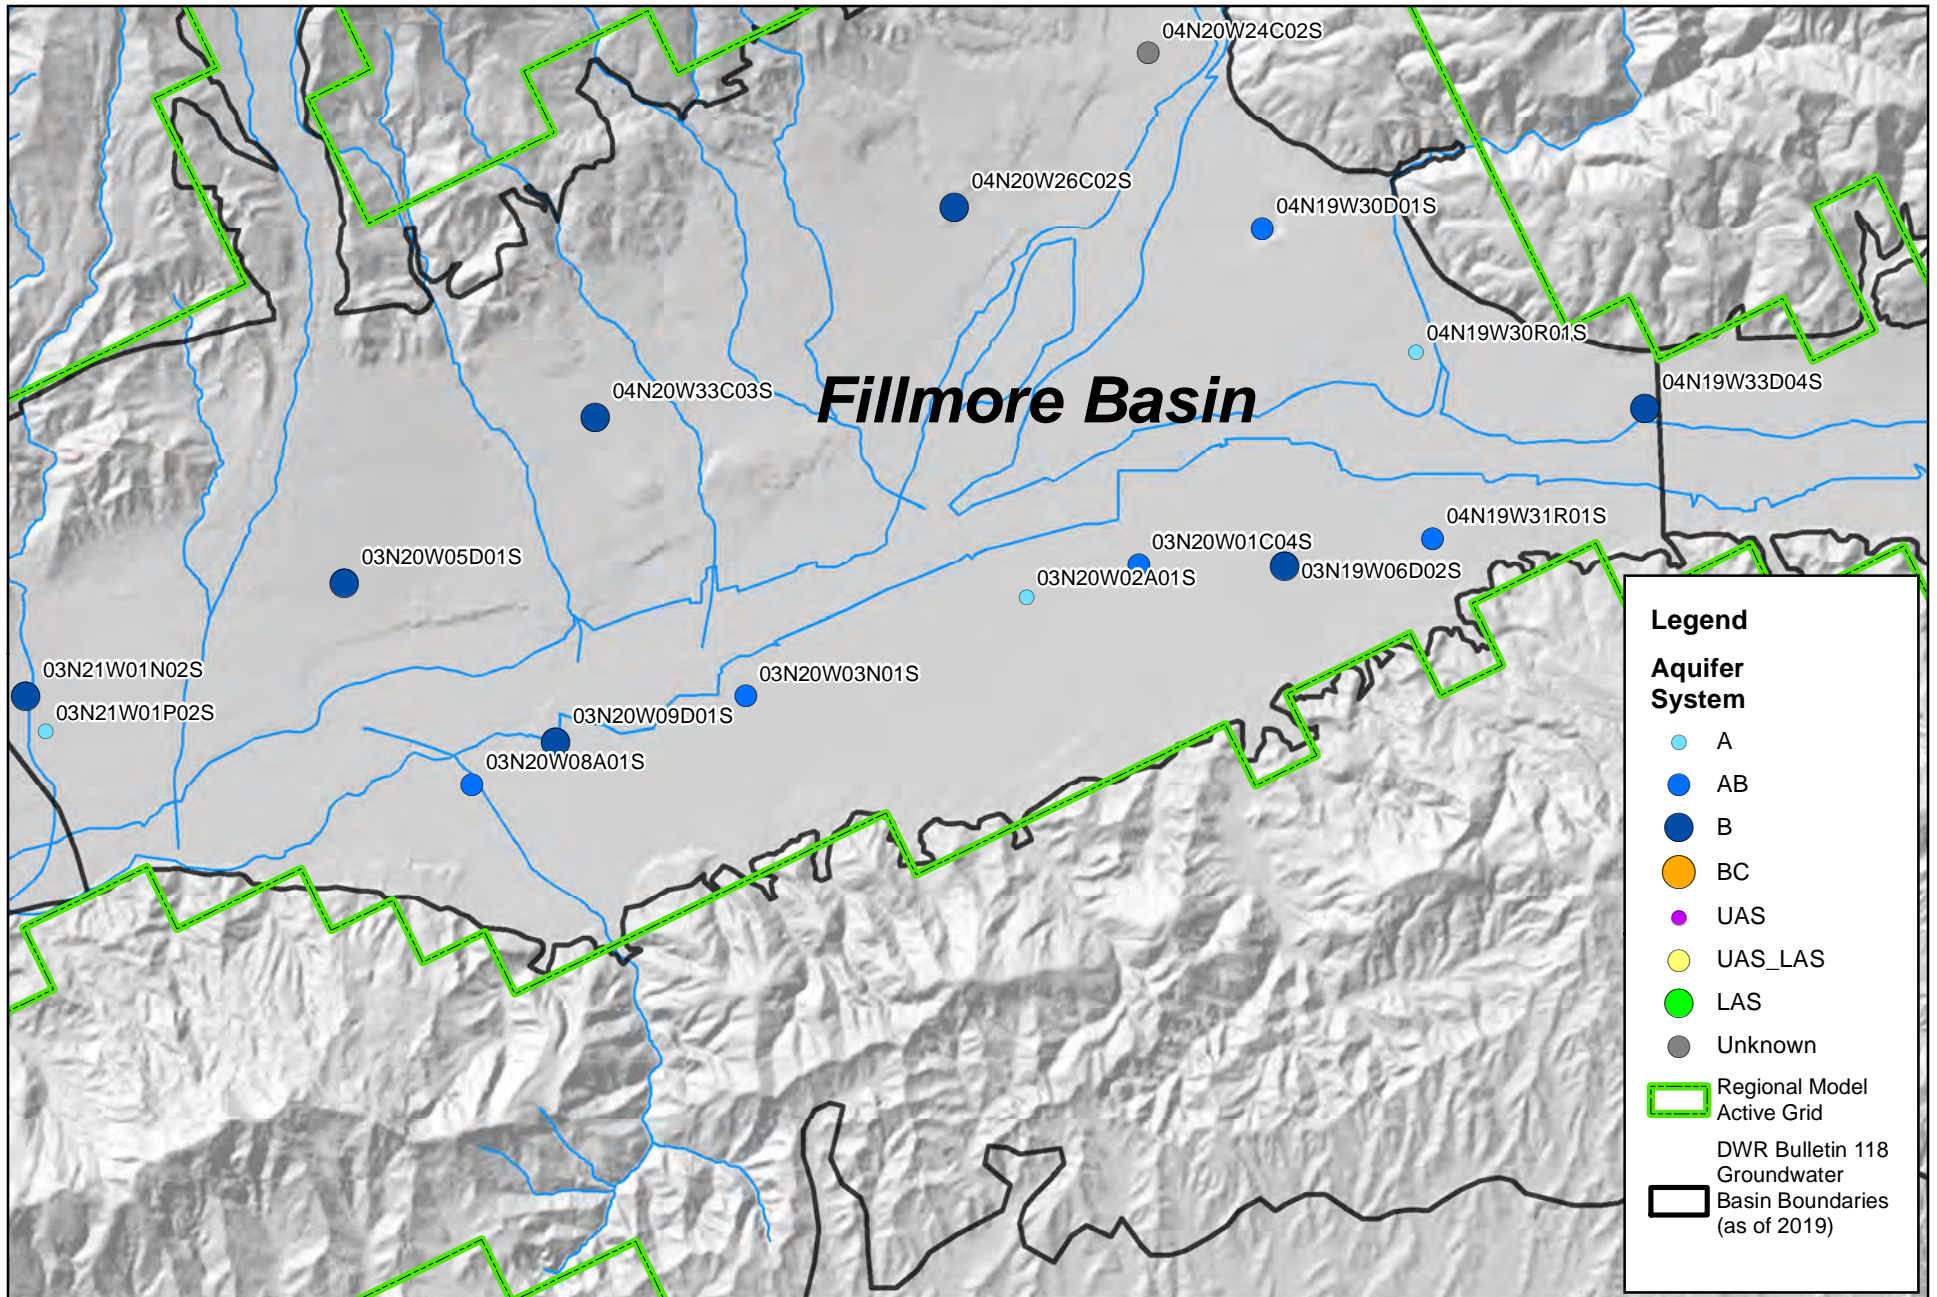 04N20W24C02S
04N20W26C02S
04N19W30D01S
04N19W30R01S
04N20W33C03S
Fillmore Basin
04N19W33D04S
04N19W31R01S
03N20W05D01S
03N20W01C04S
03N20W02A01S
03N19W06D02S
03N21W01N02S
03N20W03N01S
03N21W01P02S
03N20W09D01S
03N20W08A01S
Legend
Aquifer
System
A
AB
B
BC
UAS
UAS_LAS
LAS
Unknown
Regional Model
Active Grid
DWR Bulletin 118
Groundwater
Basin Boundaries
(as of 2019)